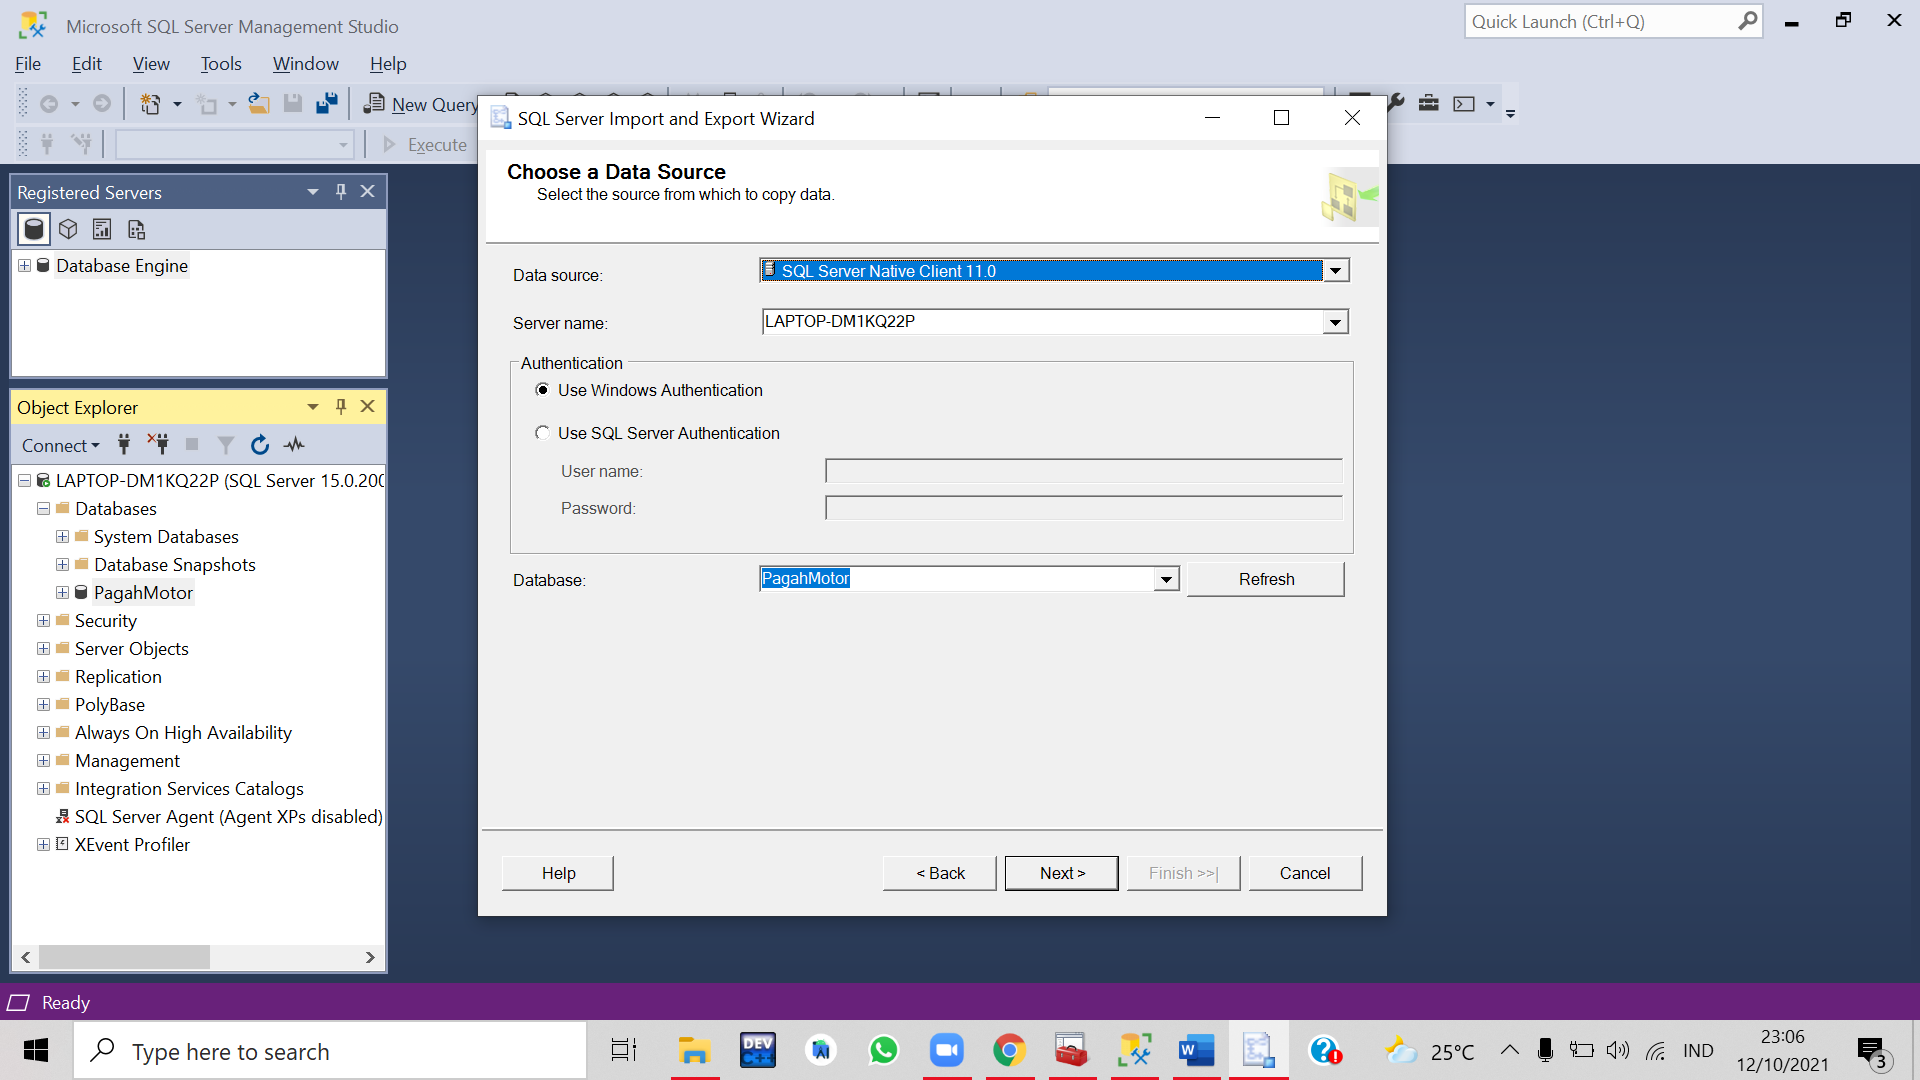 Microsoft SQL Server Management Studio
Quick Launch (Ctrl+Q)
File Edit View Tools Window Help
New Query
Execute
SQL Server Import and Export Wizard
Choose a Data Source
Select the source from which to copy data.
Data source:
SQL Server Native Client 11.0
Server name:
LAPTOP-DM1KQ22P
Authentication
Use Windows Authentication
Use SQL Server Authentication
User name:
Password:
Database:
PagahMotor
Refresh
Help
< Back
Next >
Finish >>|
Cancel
Registered Servers
Database Engine
Object Explorer
Connect
LAPTOP-DM1KQ22P (SQL Server 15.0.200
Databases
System Databases
Database Snapshots
PagahMotor
Security
Server Objects
Replication
PolyBase
Always On High Availability
Management
Integration Services Catalogs
SQL Server Agent (Agent XPs disabled)
XEvent Profiler
Ready
Type here to search
DEV
C++
W
25°C
IND
23:06
12/10/2021
3